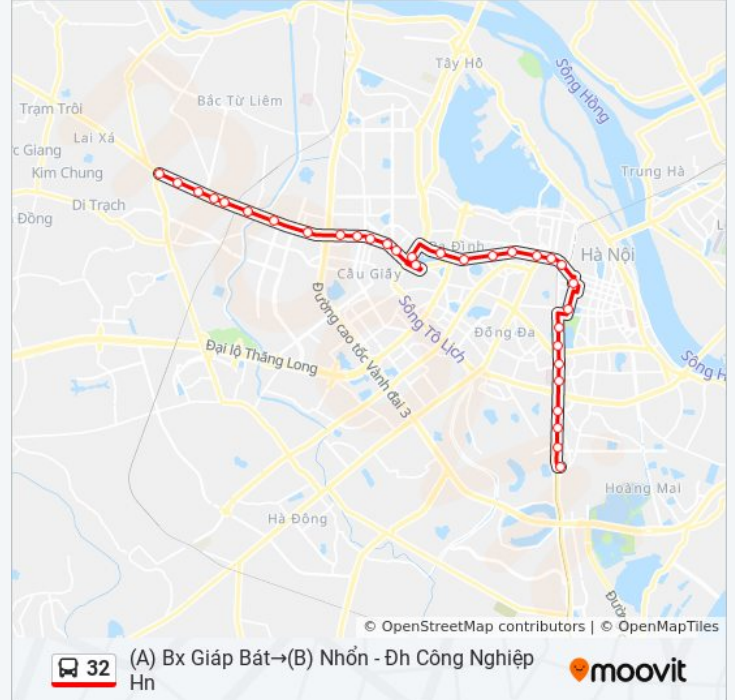 Tây Hồ
Sông Hồng
Bắc Từ Liêm
Trạm Trôi
Lai Xá
c Giang
Kim Chung
Trung Hà
Di Trạch
Đồng
Ba Đình
Hà Nội
Cầu Giấy
Đường cao tốc Vành đai 3
Sông Tô Lịch
Đống Đa
Đại lộ Thăng Long
Sông H
Hoàng Mai
Hà Đông
Đườ
© OpenStreetMap contributors | © OpenMapTiles
32 (A) Bx Giáp Bát→(B) Nhổn - Đh Công Nghiệp
Hn
moovit